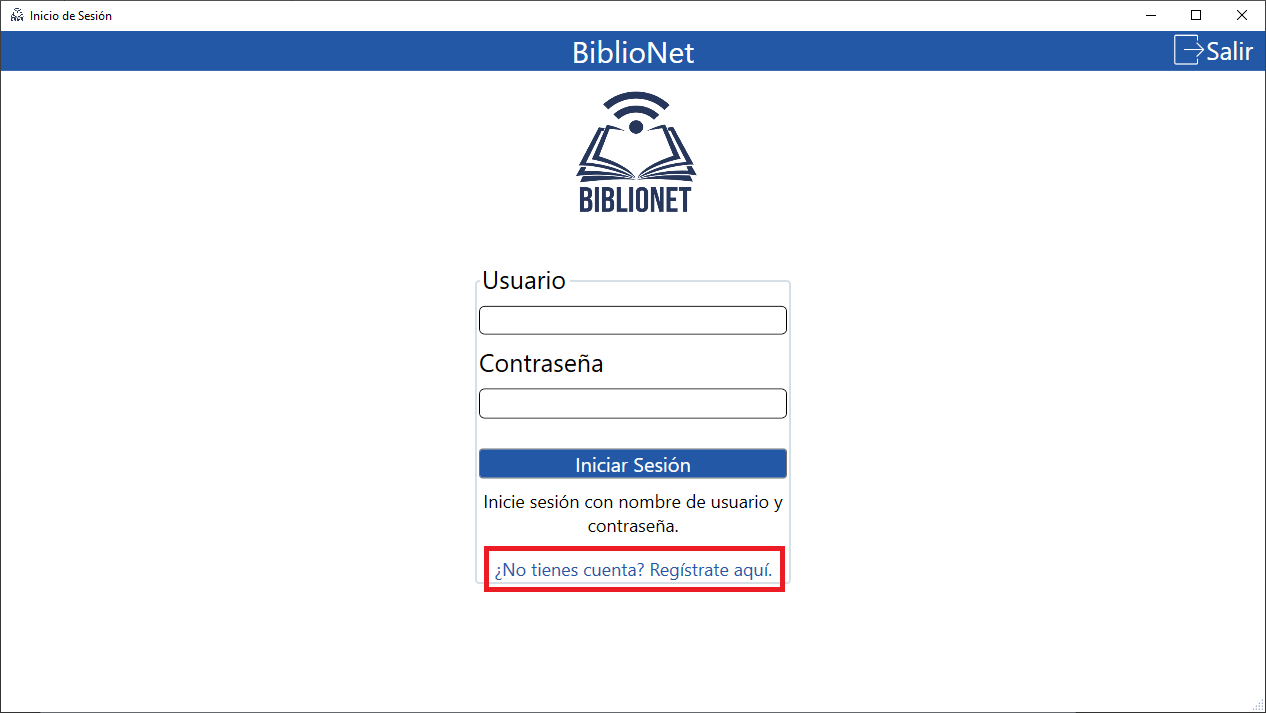 Inicio de Sesión
BiblioNet
Salir
BIBLIONET
Usuario
Contraseña
Iniciar Sesión
Inicie sesión con nombre de usuario y
contraseña.
¿No tienes cuenta? Regístrate aquí.